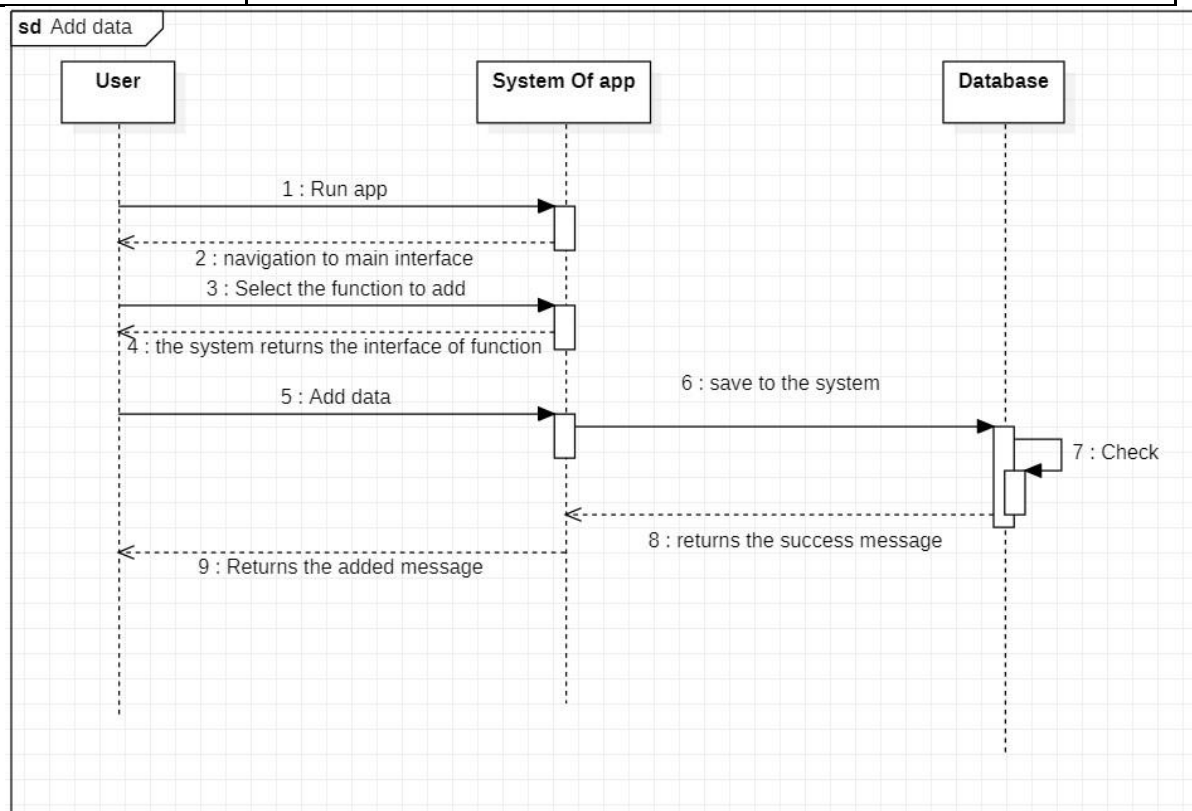 sd Add data
User
System Of app
Database
1 : Run app
2 : navigation to main interface
3 : Select the function to add
4 : the system returns the interface of function
5 : Add data
6 : save to the system
7 : Check
8 : returns the success message
9 : Returns the added message